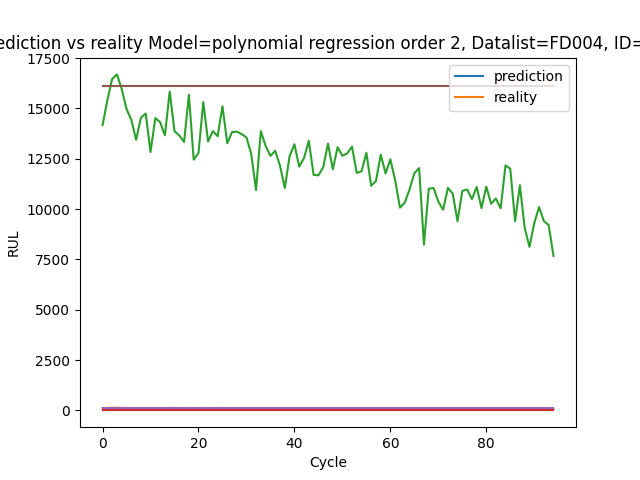 ediction vs reality Model=polynomial regression order 2, Datalist=FD004, ID=
17500
prediction
reality
15000
12500
10000
7500
5000
2500
0
RUL
0 20 40 60 80
Cycle